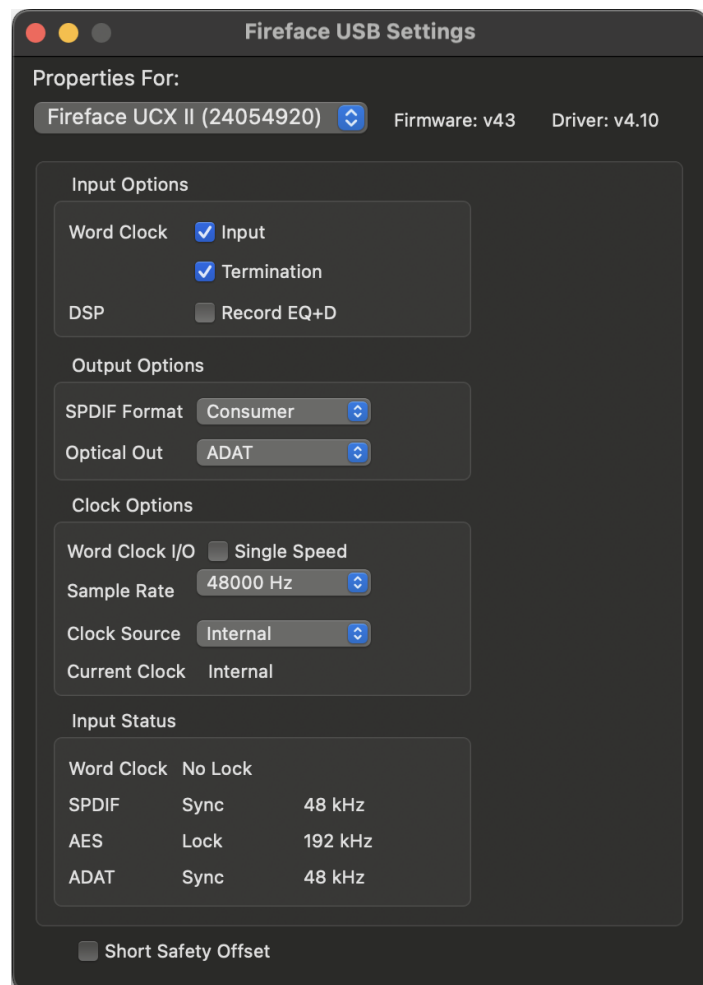 Fireface USB Settings
Properties For:
Fireface UCX II (24054920) Firmware: v43 Driver: v4.10
Input Options
Word Clock Input
Termination
DSP Record EQ+D
Output Options
SPDIF Format Consumer
Optical Out ADAT
Clock Options
Word Clock I/O Single Speed
Sample Rate 48000 Hz
Clock Source Internal
Current Clock Internal
Input Status
Word Clock No Lock
SPDIF Sync 48 kHz
AES Lock 192 kHz
ADAT Sync 48 kHz
Short Safety Offset